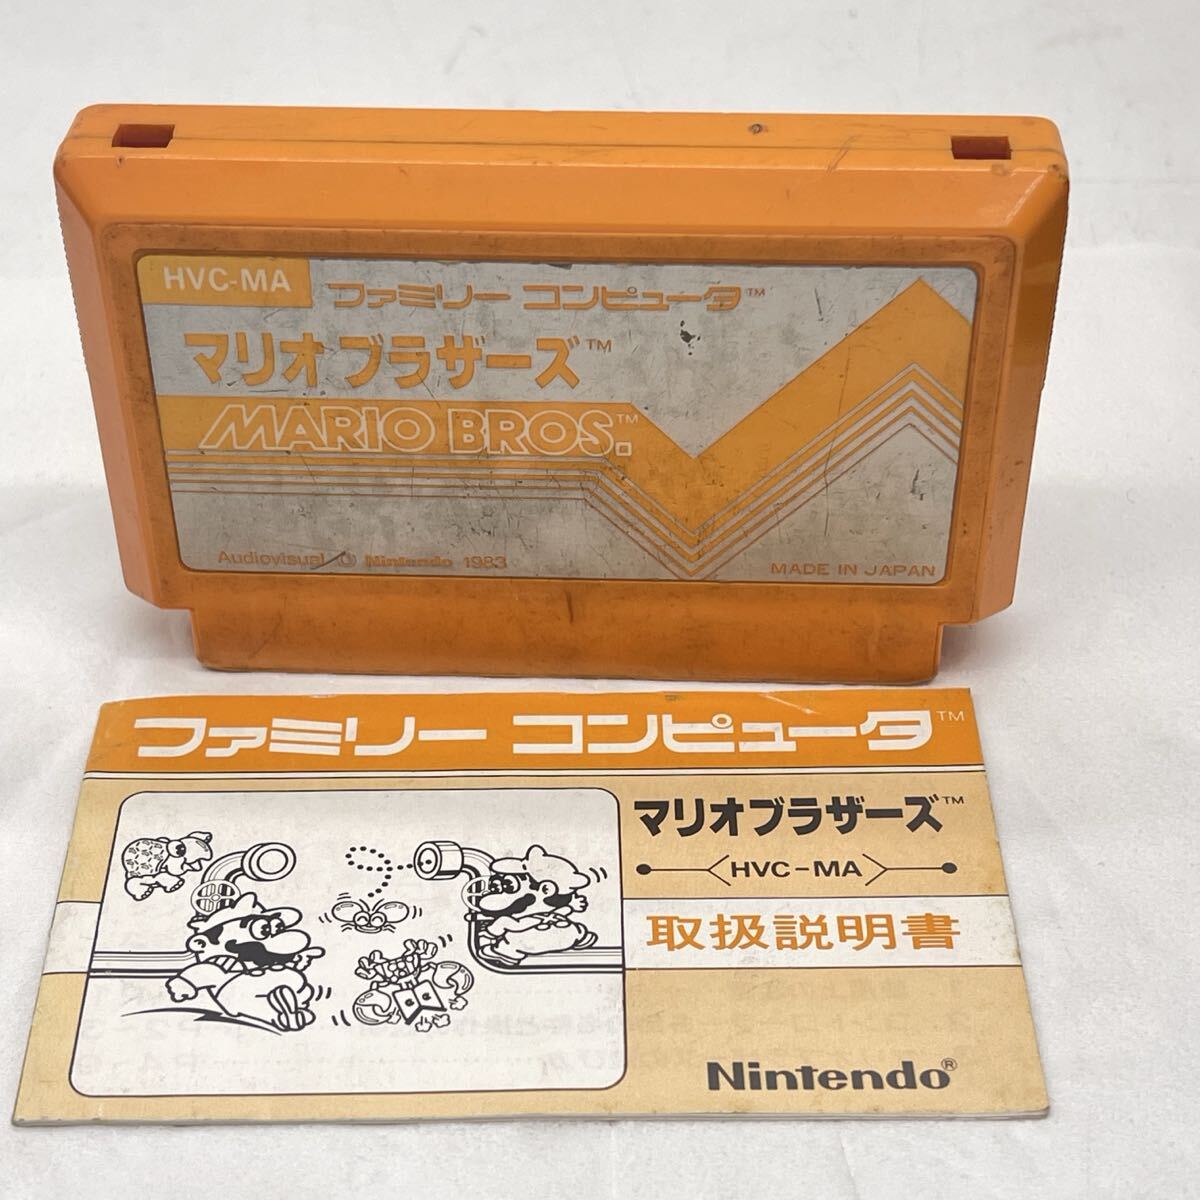 HVC-MA
ファミリー コンピュータ™
マリオブラザーズ™
MARIO BROS.™
Audiovisual © Nintendo 1983
MADE IN JAPAN
ファミリー コンピュータ™
マリオブラザーズ™
HVC-MA
取扱説明書
Nintendo®